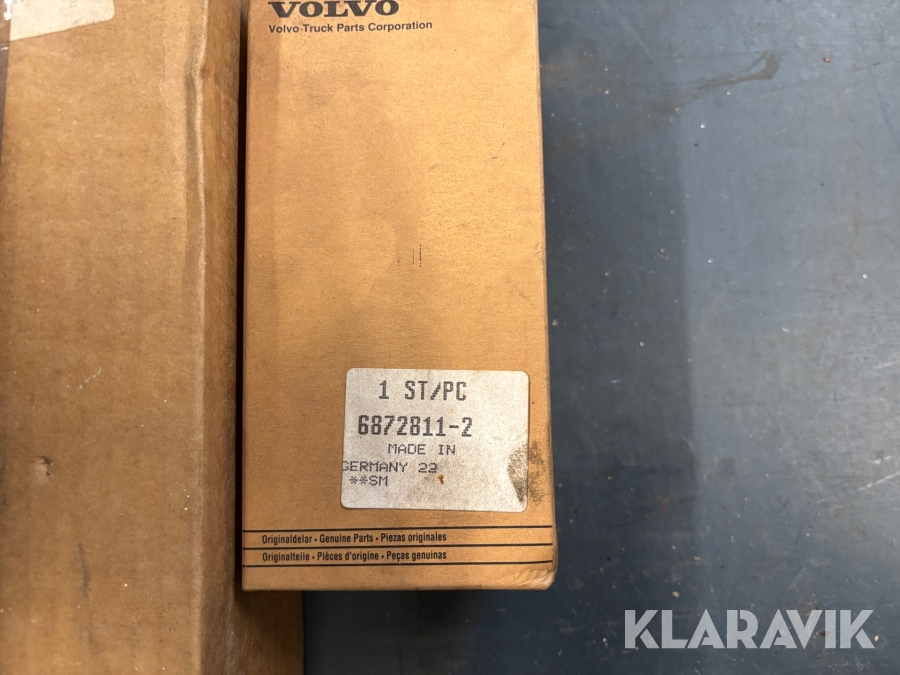 VOLVO
Volvo Truck Parts Corporation
1 ST/PC
6872811-2
MADE IN
GERMANY 22
**SM
Originaldelar • Genuine Parts • Piezas originales
Originalteile • Pièces d'origine • Peças genuinas
KLARAVIK